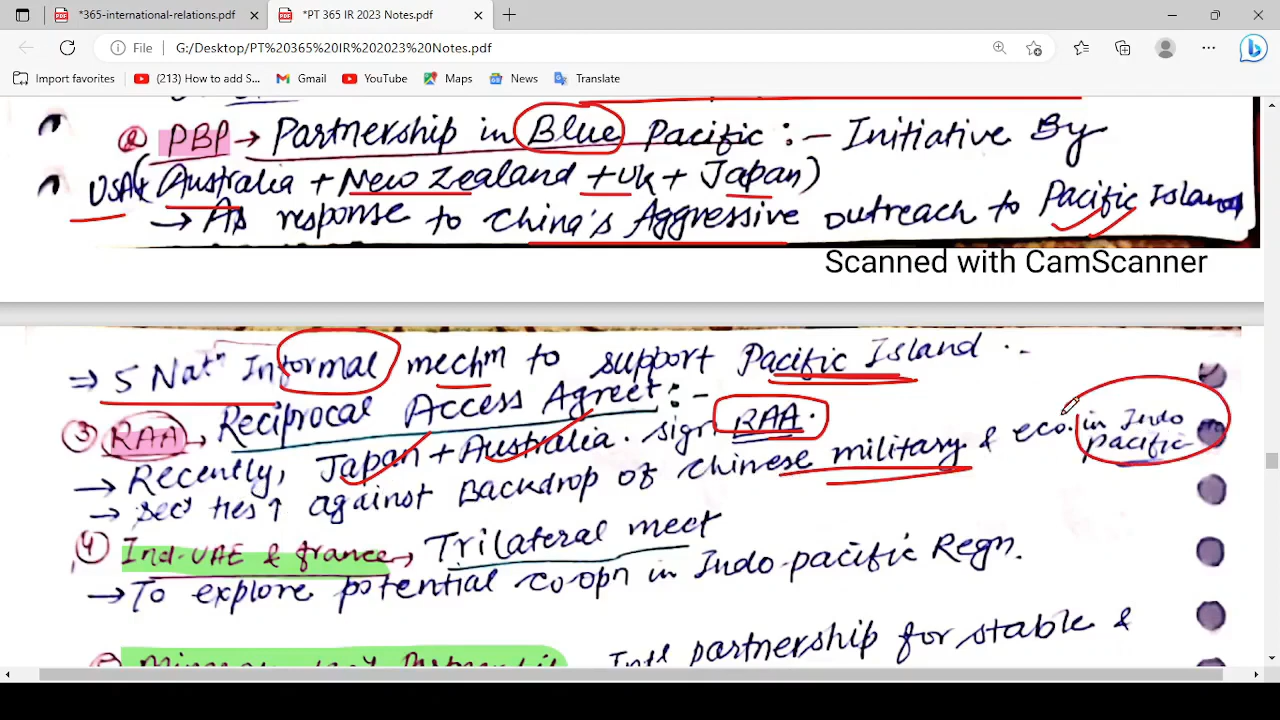 *365-international-relations.pdf
*PT 365 IR 2023 Notes.pdf
File
G:/Desktop/PT%20365%20IR%202023%20Notes.pdf
Import favorites
(213) How to add S...
Gmail
YouTube
Maps
News
Translate
② PBP → Partnership in Blue Pacific :- Initiative By
USA+ (Australia + New Zealand + UK + Japan)
→ As response to China's Aggressive outreach to Pacific Island
Scanned with CamScanner
⇒ 5 Natn Informal mechm to support Pacific Island
③ RAA → Reciprocal Access Agreet :-
→ Recently, Japan + Australia. sign RAA.
→ Secy ties ↑ against Backdrop of Chinese military & eco. in Indo pacific
④ Ind-UAE & france, Trilateral meet
→ To explore potential co-opn in Indo-pacific Regn.
partnership for stable &